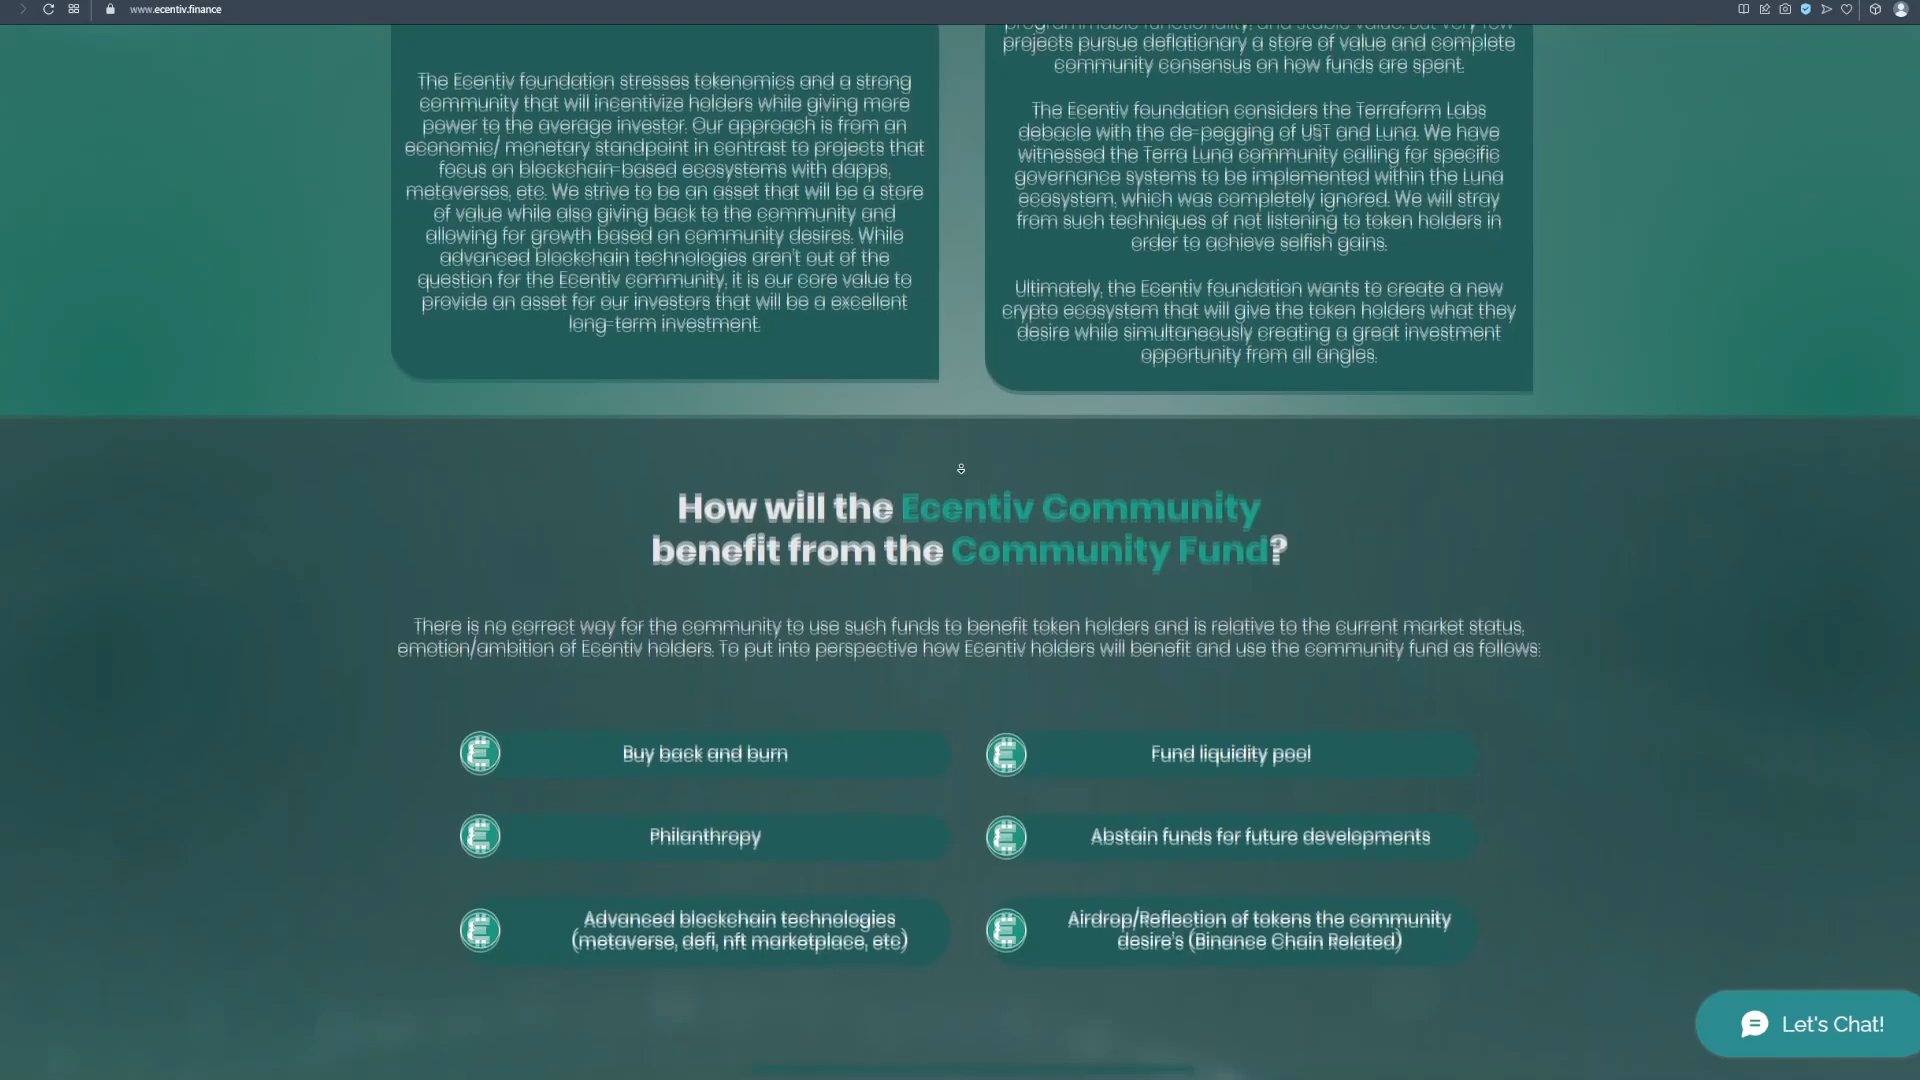 www.ecentiv.finance
The Ecentiv foundation stresses tokenomics and a strong
community that will incentivize holders while giving more
power to the average investor. Our approach is from an
economic/ monetary standpoint in contrast to projects that
focus on blockchain-based ecosystems with dapps,
metaverses, etc. We strive to be an asset that will be a store
of value while also giving back to the community and
allowing for growth based on community desires. While
advanced blockchain technologies aren't out of the
question for the Ecentiv community, it is our core value to
provide an asset for our investors that will be a excellent
long-term investment.
programmable functionality, and stable value. But very few
projects pursue deflationary a store of value and complete
community consensus on how funds are spent.
The Ecentiv foundation considers the Terraform Labs
debacle with the de-pegging of UST and Luna. We have
witnessed the Terra Luna community calling for specific
governance systems to be implemented within the Luna
ecosystem, which was completely ignored. We will stray
from such techniques of not listening to token holders in
order to achieve selfish gains.
Ultimately, the Ecentiv foundation wants to create a new
crypto ecosystem that will give the token holders what they
desire while simultaneously creating a great investment
opportunity from all angles.
How will the Ecentiv Community
benefit from the Community Fund?
There is no correct way for the community to use such funds to benefit token holders and is relative to the current market status,
emotion/ambition of Ecentiv holders. To put into perspective how Ecentiv holders will benefit and use the community fund as follows:
Buy back and burn
Fund liquidity pool
Philanthropy
Abstain funds for future developments
Advanced blockchain technologies
(metaverse, defi, nft marketplace, etc)
Airdrop/Reflection of tokens the community
desire's (Binance Chain Related)
Let's Chat!